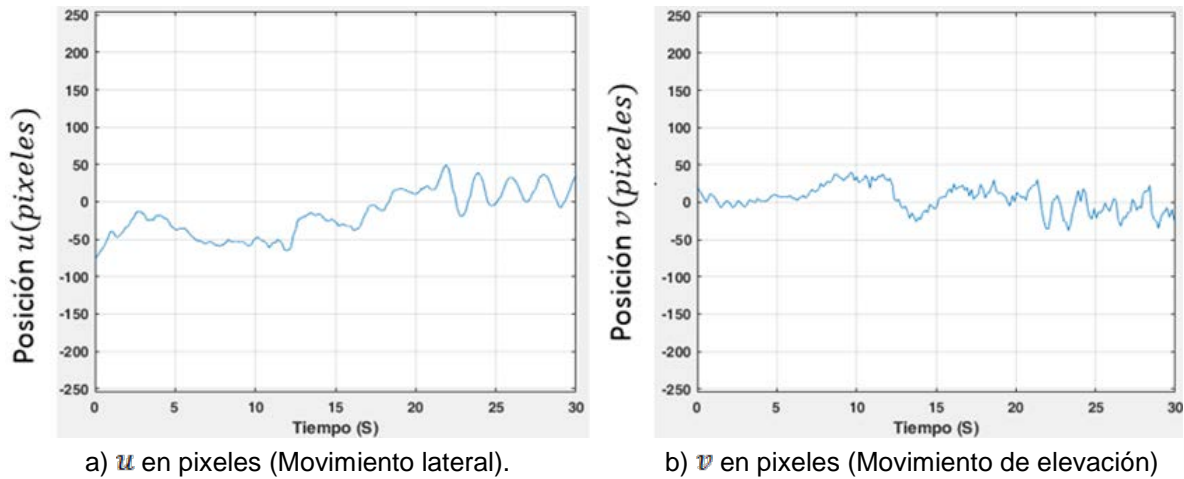 250
200
150
100
50
0
-50
-100
-150
-200
-250
Posición u(pixeles)
0 5 10 15 20 25 30
Tiempo (S)
a) u en pixeles (Movimiento lateral).
250
200
150
100
50
0
-50
-100
-150
-200
-250
Posición v(pixeles)
0 5 10 15 20 25 30
Tiempo (S)
b) v en pixeles (Movimiento de elevación)